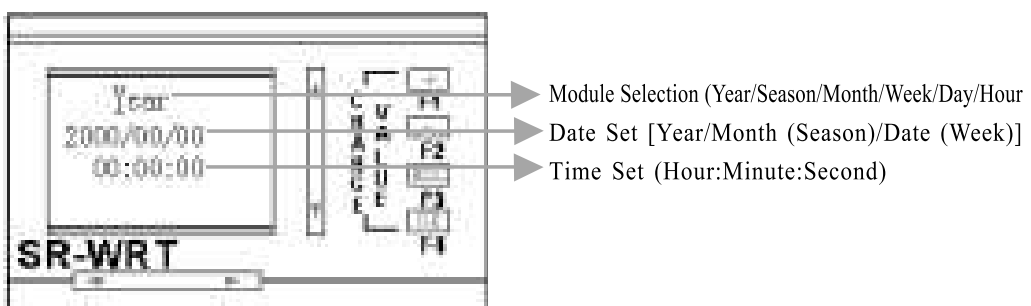 Year
2000/00/00
00:00:00
CHANGE
VALUE
F1
F2
F3
F4
SR-WRT
Module Selection (Year/Season/Month/Week/Day/Hour
Date Set [Year/Month (Season)/Date (Week)]
Time Set (Hour:Minute:Second)